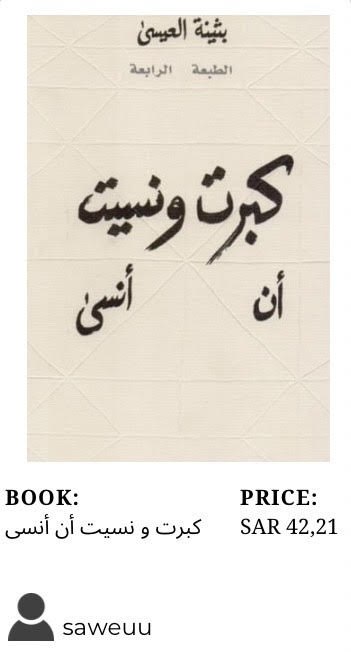 بثينة العيسى
الطبعة الرابعة
كبرت ونسيت
أن أنسى
BOOK:
PRICE:
كبرت و نسيت أن أنسى
SAR 42,21
saweuu